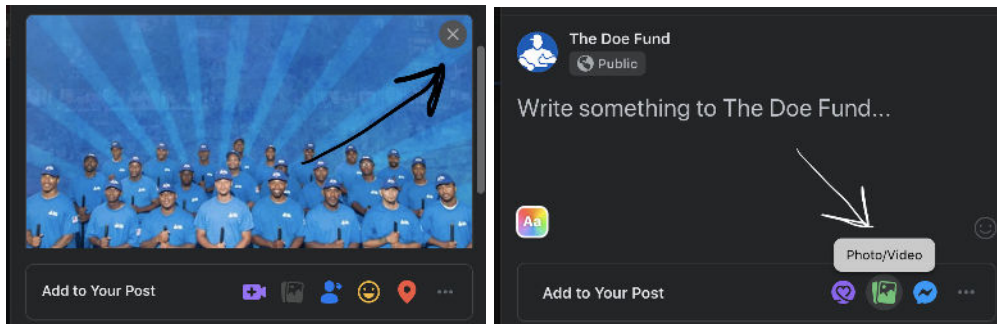 Add to Your Post
The Doe Fund
Public
Write something to The Doe Fund...
Aa
Photo/Video
Add to Your Post